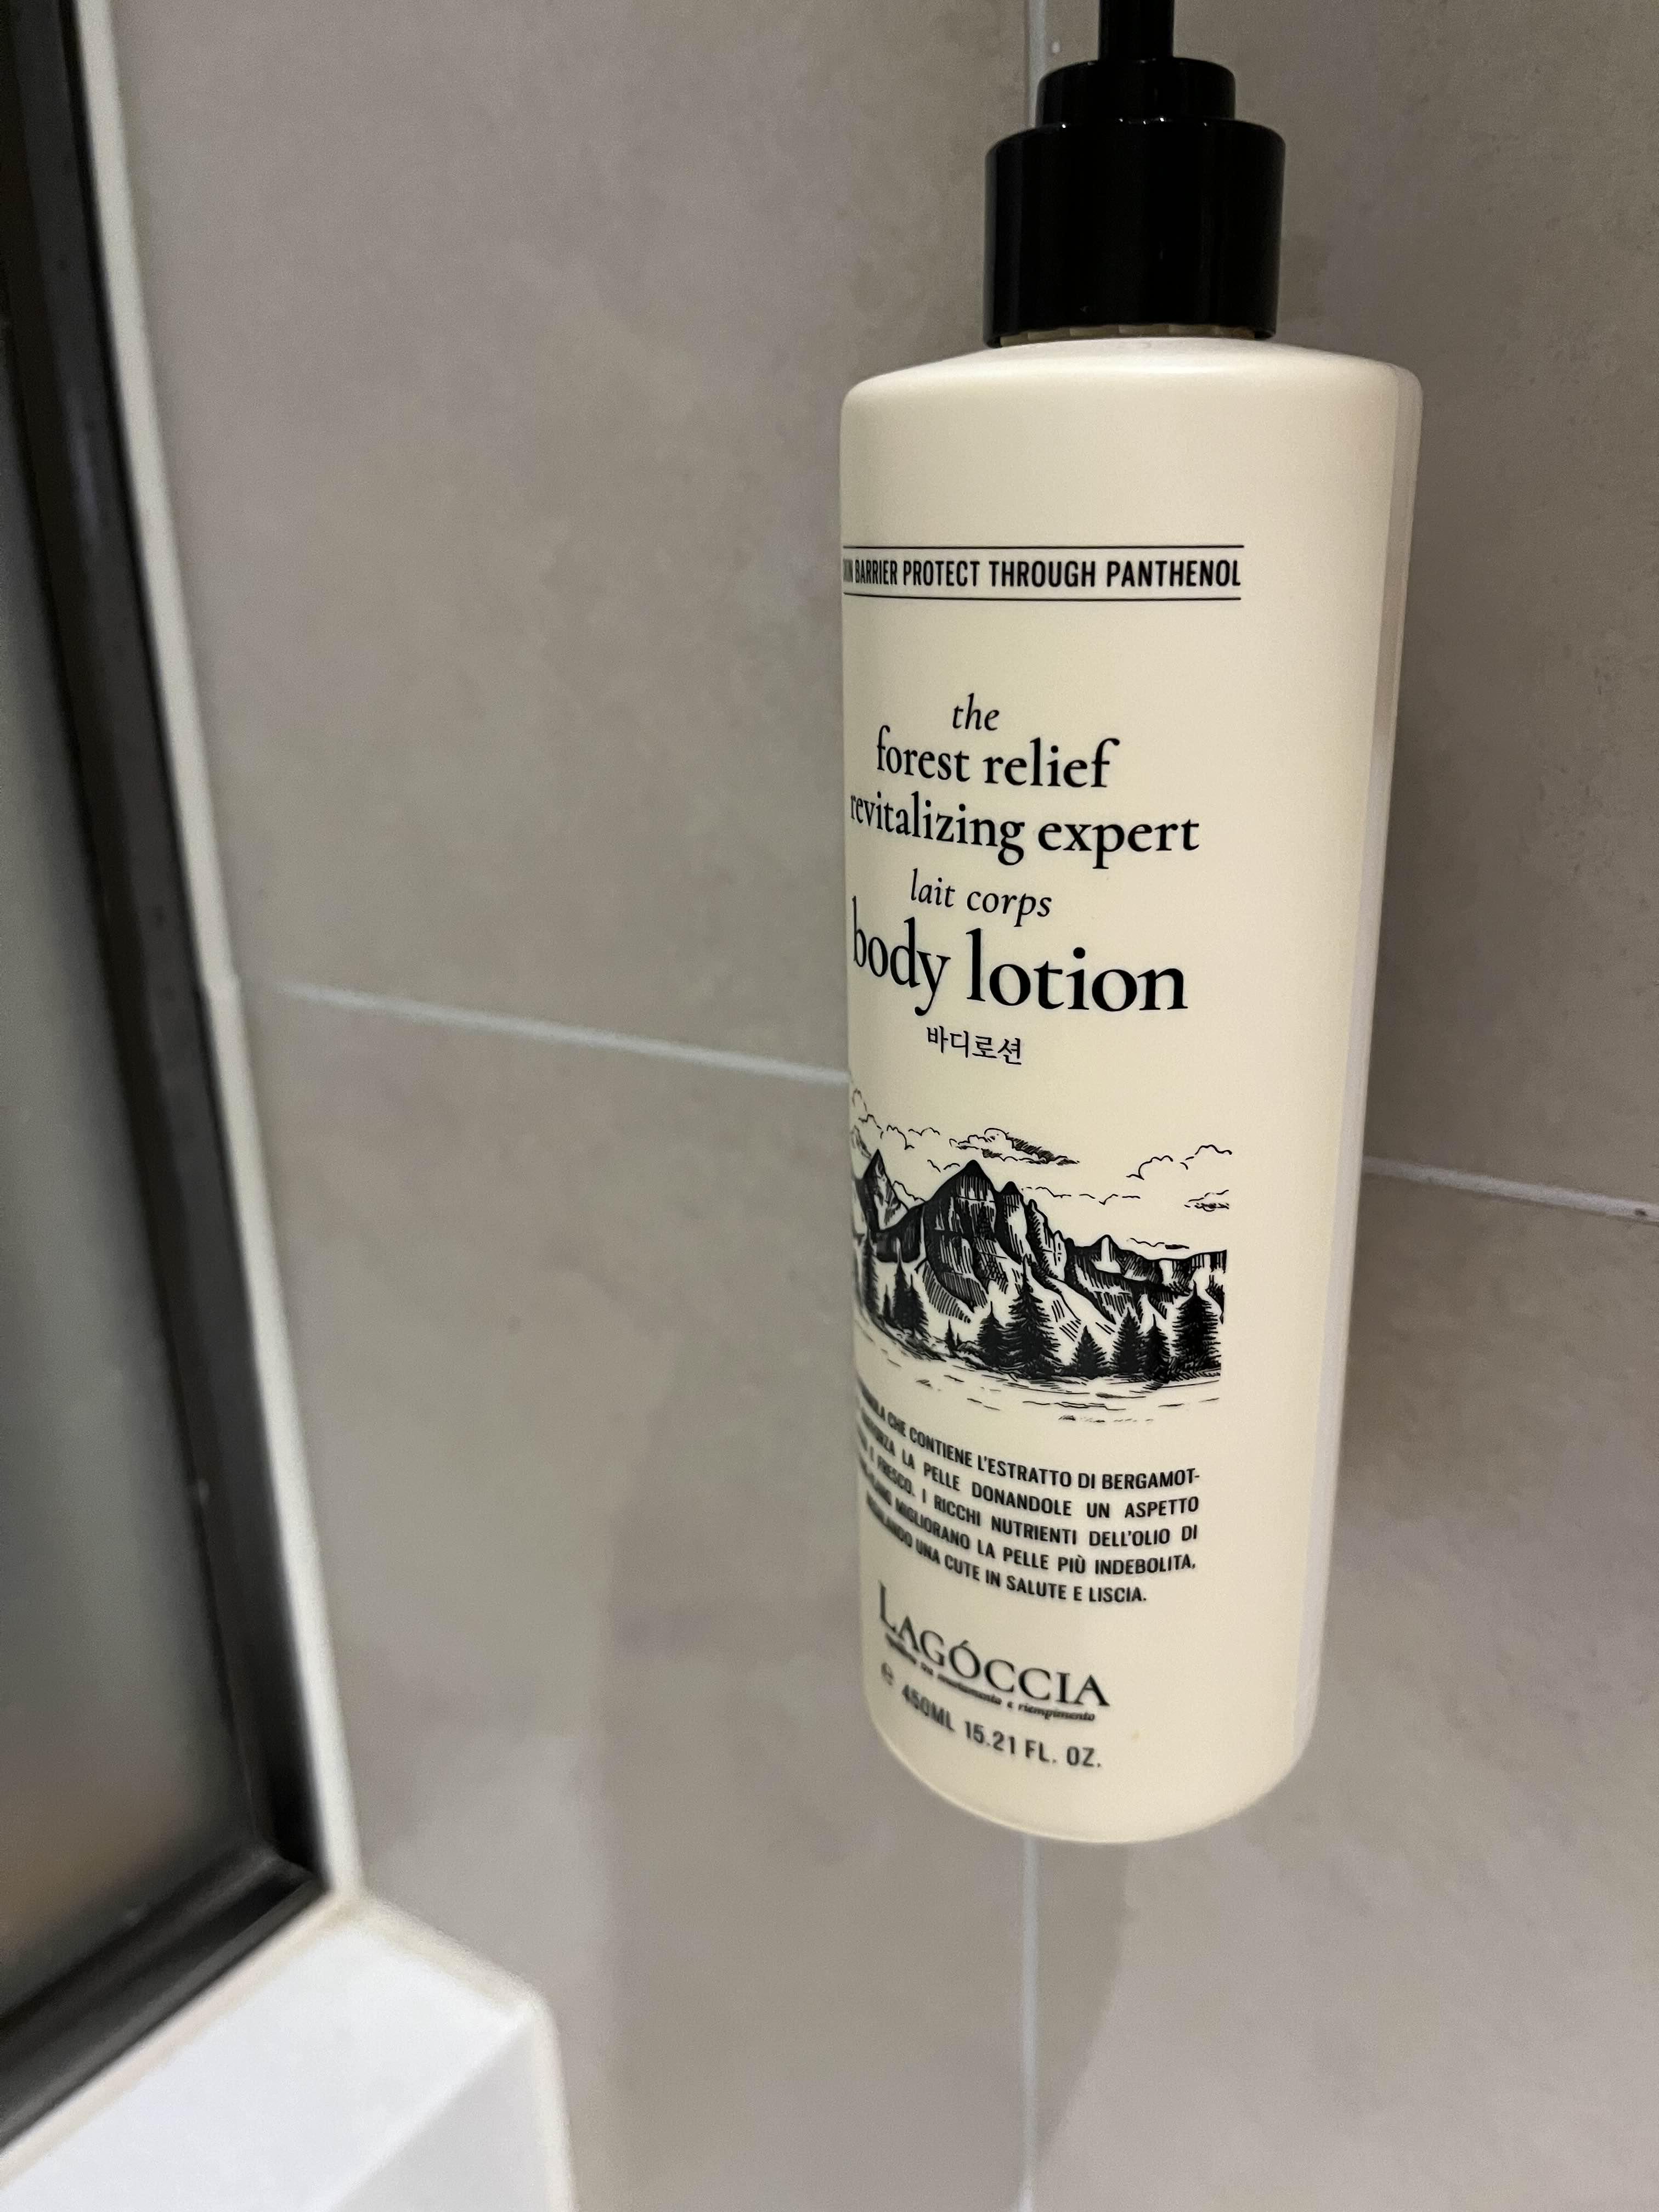 BARRIER PROTECT THROUGH PANTHENOL
the
forest relief
revitalizing expert
lait corps
body lotion
바디로션
CHE CONTIENE L'ESTRATTO DI BERGAMOT-
LA PELLE DONANDOLE UN ASPETTO
E FRESCO. I RICCHI NUTRIENTI DELL'OLIO DI
MIGLIORANO LA PELLE PIÙ INDEBOLITA,
UNA CUTE IN SALUTE E LISCIA.
LAGÓCCIA
e riempimento
℮ 450ML 15.21 FL. OZ.